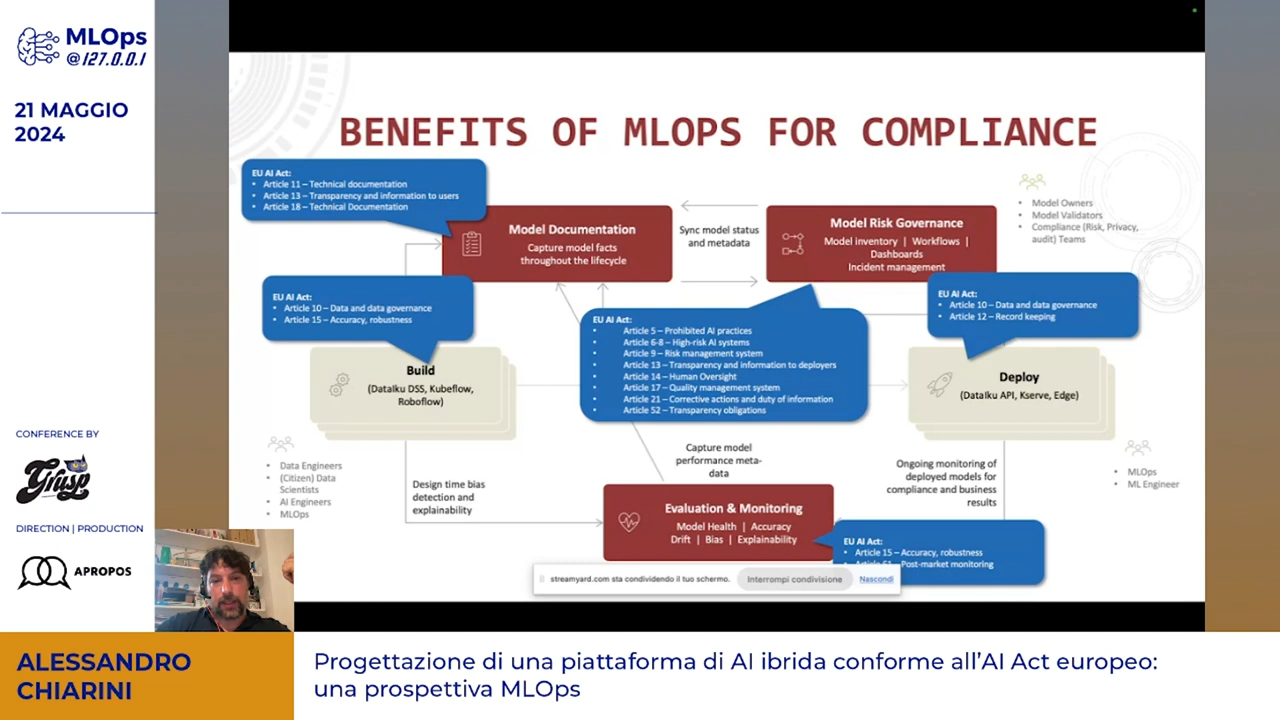 MLOps
@127.0.0.1
21 MAGGIO
2024
CONFERENCE BY
Grusp
DIRECTION | PRODUCTION
APROPOS
BENEFITS OF MLOPS FOR COMPLIANCE
EU AI Act:
• Article 11 – Technical documentation
• Article 13 – Transparency and information to users
• Article 18 – Technical Documentation
Model Documentation
Capture model facts
throughout the lifecycle
Sync model status
and metadata
Model Risk Governance
Model inventory | Workflows |
Dashboards
Incident management
• Model Owners
• Model Validators
• Compliance (Risk, Privacy,
audit) Teams
EU AI Act:
• Article 10 – Data and data governance
• Article 15 – Accuracy, robustness
EU AI Act:
• Article 5 – Prohibited AI practices
• Article 6-8 – High-risk AI systems
• Article 9 – Risk management system
• Article 13 – Transparency and information to deployers
• Article 14 – Human Oversight
• Article 17 – Quality management system
• Article 21 – Corrective actions and duty of information
• Article 52 – Transparency obligations
EU AI Act:
• Article 10 – Data and data governance
• Article 12 – Record keeping
Build
(DataIku DSS, Kubeflow,
Roboflow)
Deploy
(DataIku API, Kserve, Edge)
• Data Engineers
• (Citizen) Data
Scientists
• AI Engineers
• MLOps
Design time bias
detection and
explainability
Capture model
performance meta-
data
Ongoing monitoring of
deployed models for
compliance and business
results
• MLOps
• ML Engineer
Evaluation & Monitoring
Model Health | Accuracy
Drift | Bias | Explainability
EU AI Act:
• Article 15 – Accuracy, robustness
Post-market monitoring
streamyard.com sta condividendo il tuo schermo.
Interrompi condivisione
Nascondi
ALESSANDRO
CHIARINI
Progettazione di una piattaforma di AI ibrida conforme all'AI Act europeo:
una prospettiva MLOps